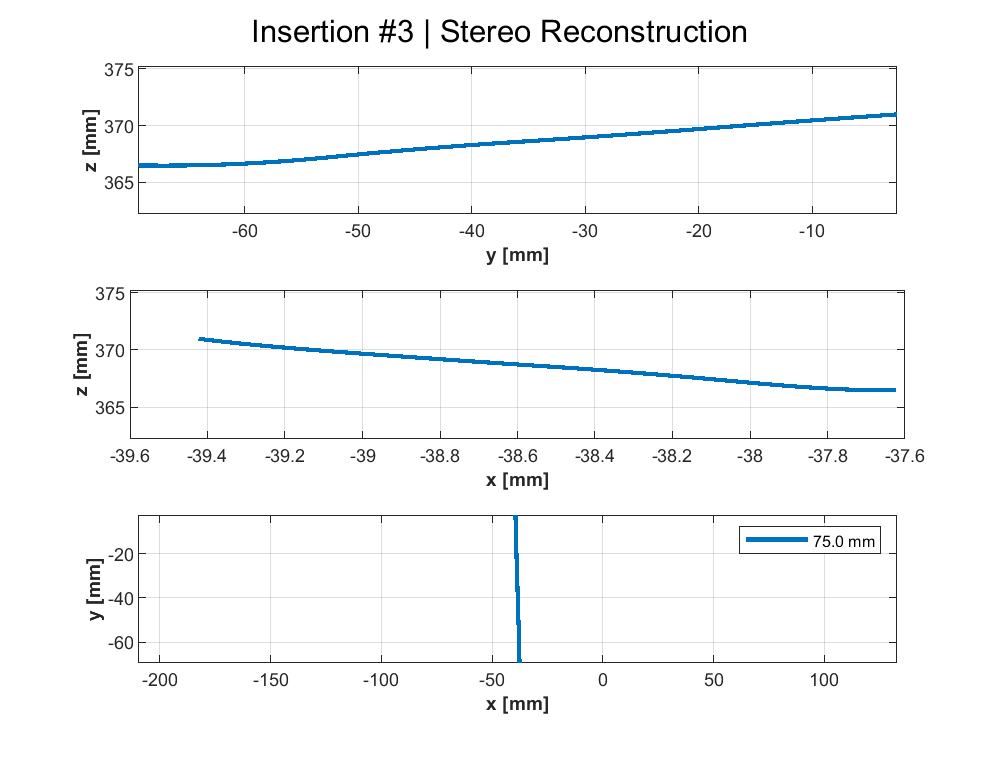 Insertion #3 | Stereo Reconstruction
375
370
365
z [mm]
-60 -50 -40 -30 -20 -10
y [mm]
375
370
365
z [mm]
-39.6 -39.4 -39.2 -39 -38.8 -38.6 -38.4 -38.2 -38 -37.8 -37.6
x [mm]
75.0 mm
-20
-40
-60
y [mm]
-200 -150 -100 -50 0 50 100
x [mm]